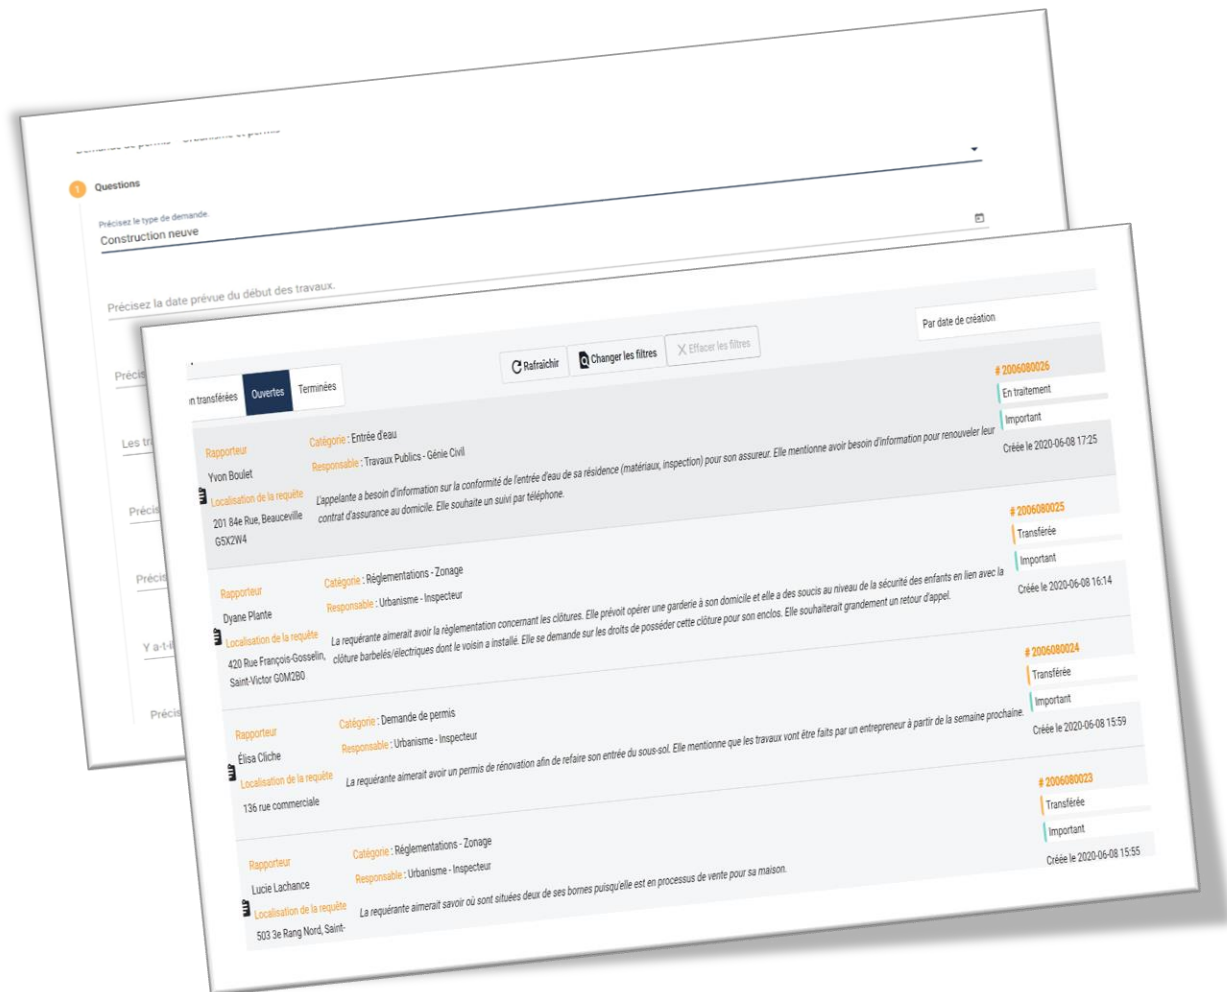 Demande de permis - Urbanisme et permis
1 Questions
Précisez le type de demande.
Construction neuve
Précisez la date prévue du début des travaux.
Précis
Les tr
Précis
Précis
Y a-t-il
Précis
n transférées Ouvertes Terminées
Rafraîchir Changer les filtres Effacer les filtres
Par date de création
Rapporteur
Yvon Boulet
Localisation de la requête
201 84e Rue, Beauceville
G5X2W4
Catégorie : Entrée d'eau
Responsable : Travaux Publics - Génie Civil
L'appelante a besoin d'information sur la conformité de l'entrée d'eau de sa résidence (matériaux, inspection) pour son assureur. Elle mentionne avoir besoin d'information pour renouveler leur
contrat d'assurance au domicile. Elle souhaite un suivi par téléphone.
# 2006080026
En traitement
Important
Créée le 2020-06-08 17:25
Rapporteur
Dyane Plante
Localisation de la requête
420 Rue François-Gosselin,
Saint-Victor G0M2B0
Catégorie : Réglementations - Zonage
Responsable : Urbanisme - Inspecteur
La requérante aimerait avoir la règlementation concernant les clôtures. Elle prévoit opérer une garderie à son domicile et elle a des soucis au niveau de la sécurité des enfants en lien avec la
clôture barbelés/électriques dont le voisin a installé. Elle se demande sur les droits de posséder cette clôture pour son enclos. Elle souhaiterait grandement un retour d'appel.
# 2006080025
Transférée
Important
Créée le 2020-06-08 16:14
Rapporteur
Élisa Cliche
Localisation de la requête
136 rue commerciale
Catégorie : Demande de permis
Responsable : Urbanisme - Inspecteur
La requérante aimerait avoir un permis de rénovation afin de refaire son entrée du sous-sol. Elle mentionne que les travaux vont être faits par un entrepreneur à partir de la semaine prochaine.
# 2006080024
Transférée
Important
Créée le 2020-06-08 15:59
Rapporteur
Lucie Lachance
Localisation de la requête
503 3e Rang Nord, Saint-
Catégorie : Réglementations - Zonage
Responsable : Urbanisme - Inspecteur
La requérante aimerait savoir où sont situées deux de ses bornes puisqu'elle est en processus de vente pour sa maison.
# 2006080023
Transférée
Important
Créée le 2020-06-08 15:55